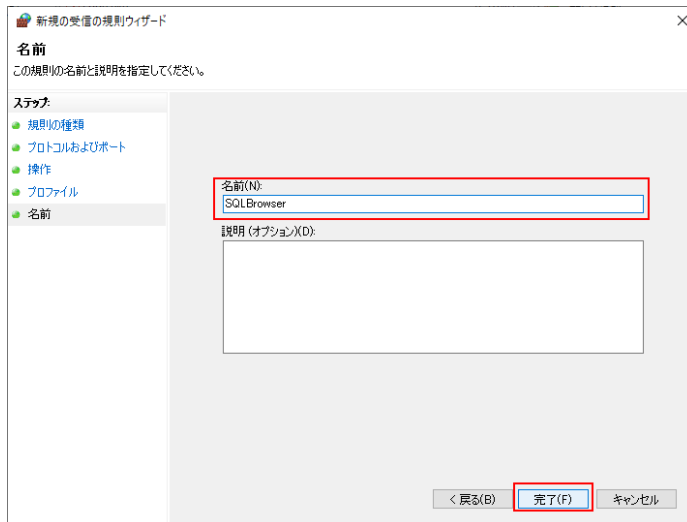 新規の受信の規則ウィザード
名前
この規則の名前と説明を指定してください。
ステップ:
規則の種類
プロトコルおよびポート
操作
プロファイル
名前
名前(N):
SQLBrowser
説明 (オプション)(D):
< 戻る(B)
完了(F)
キャンセル